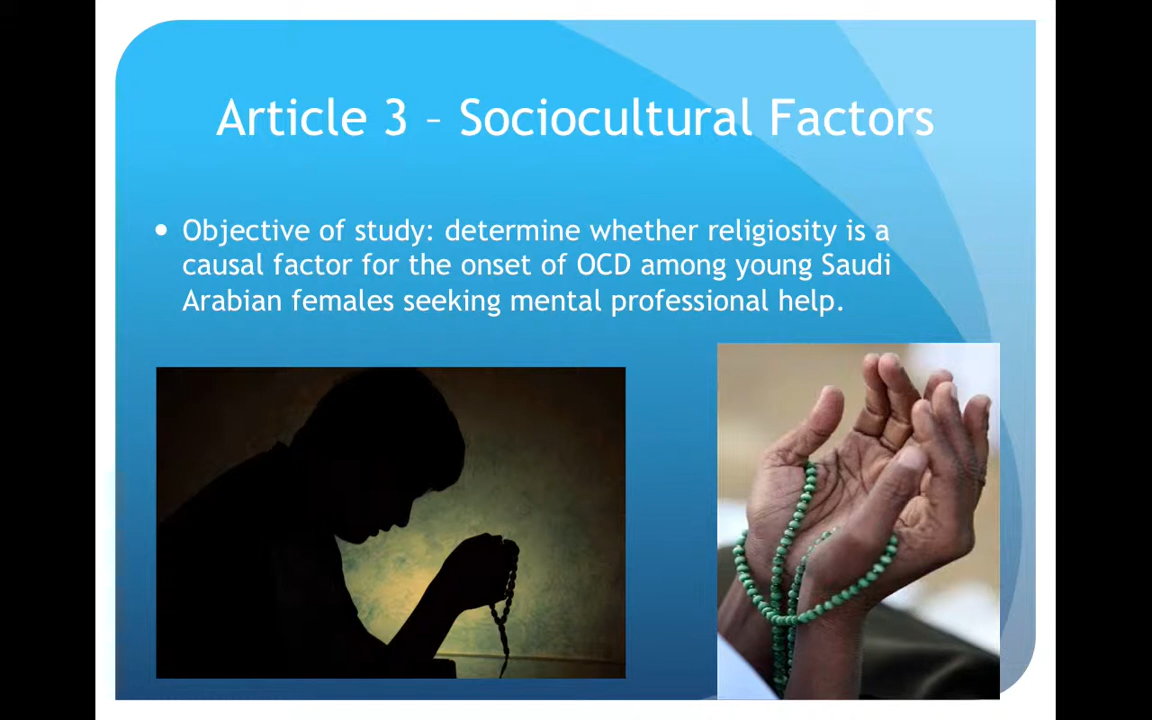 Article 3 – Sociocultural Factors
• Objective of study: determine whether religiosity is a
causal factor for the onset of OCD among young Saudi
Arabian females seeking mental professional help.